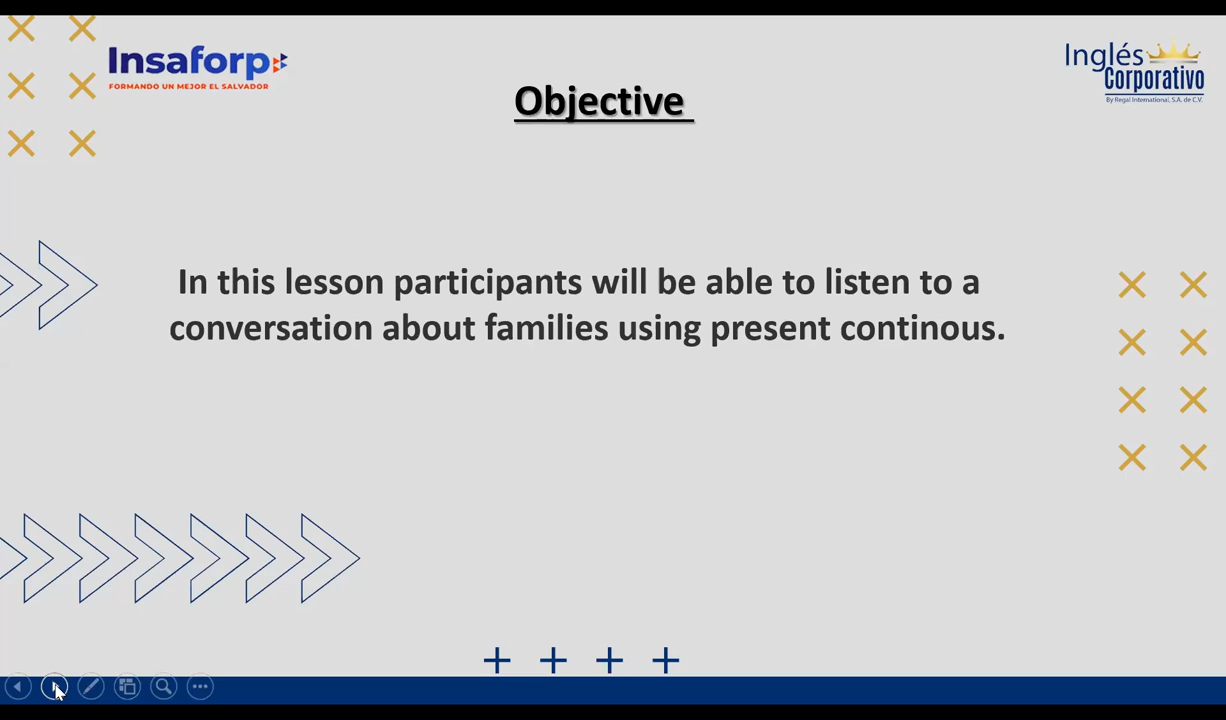 Insaforp
FORMANDO UN MEJOR EL SALVADOR
Inglés
Corporativo
By Regal International, S.A. de C.V.
Objective
In this lesson participants will be able to listen to a
conversation about families using present continous.